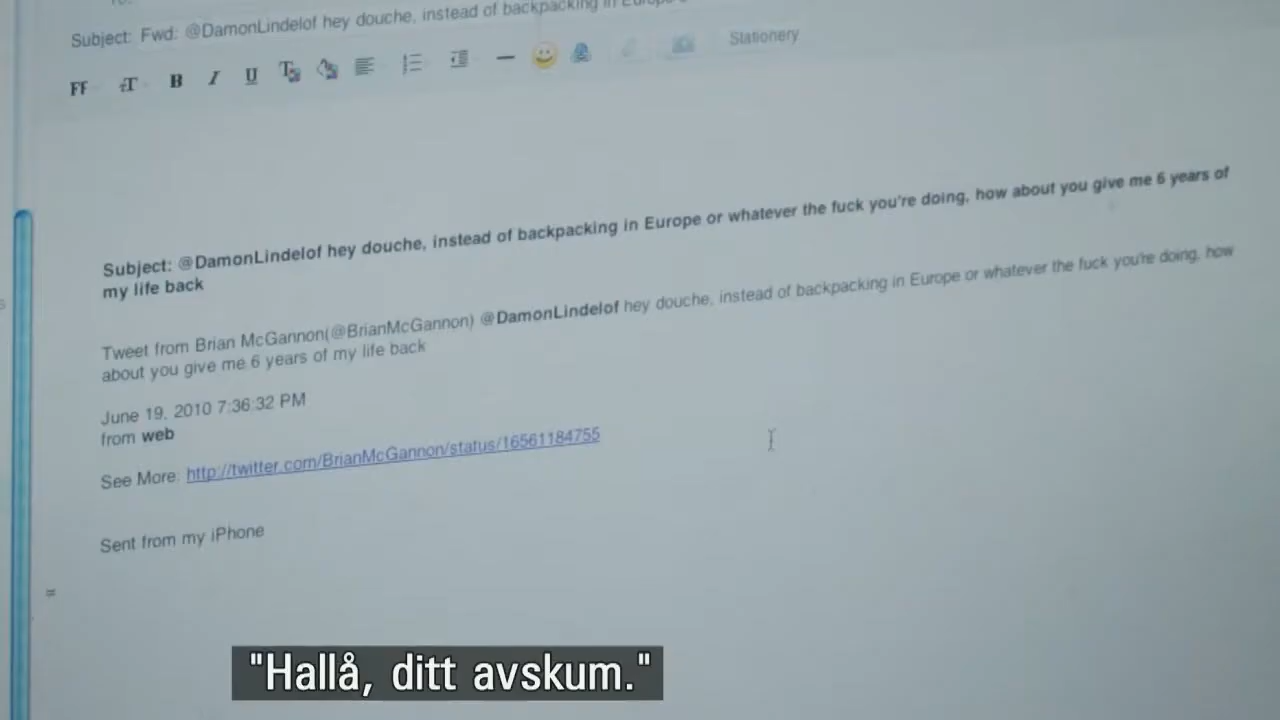 Subject: Fwd: @DamonLindelof hey douche, instead of backpacking in Europe
FF T B I U T Stationery
Subject: @DamonLindelof hey douche, instead of backpacking in Europe or whatever the fuck you're doing, how about you give me 6 years of
my life back
Tweet from Brian McGannon(@BrianMcGannon) @DamonLindelof hey douche, instead of backpacking in Europe or whatever the fuck you're doing, how
about you give me 6 years of my life back
June 19, 2010 7:36:32 PM
from web
See More: http://twitter.com/BrianMcGannon/status/16561184755
Sent from my iPhone
"Hallå, ditt avskum."